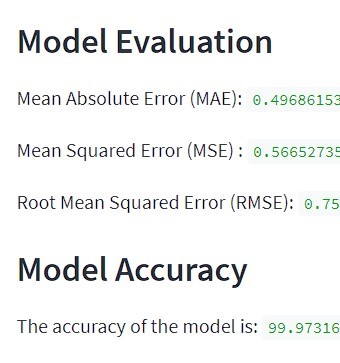 Model Evaluation
Mean Absolute Error (MAE): 0.49686153
Mean Squared Error (MSE) : 0.56652735
Root Mean Squared Error (RMSE): 0.75
Model Accuracy
The accuracy of the model is: 99.97316